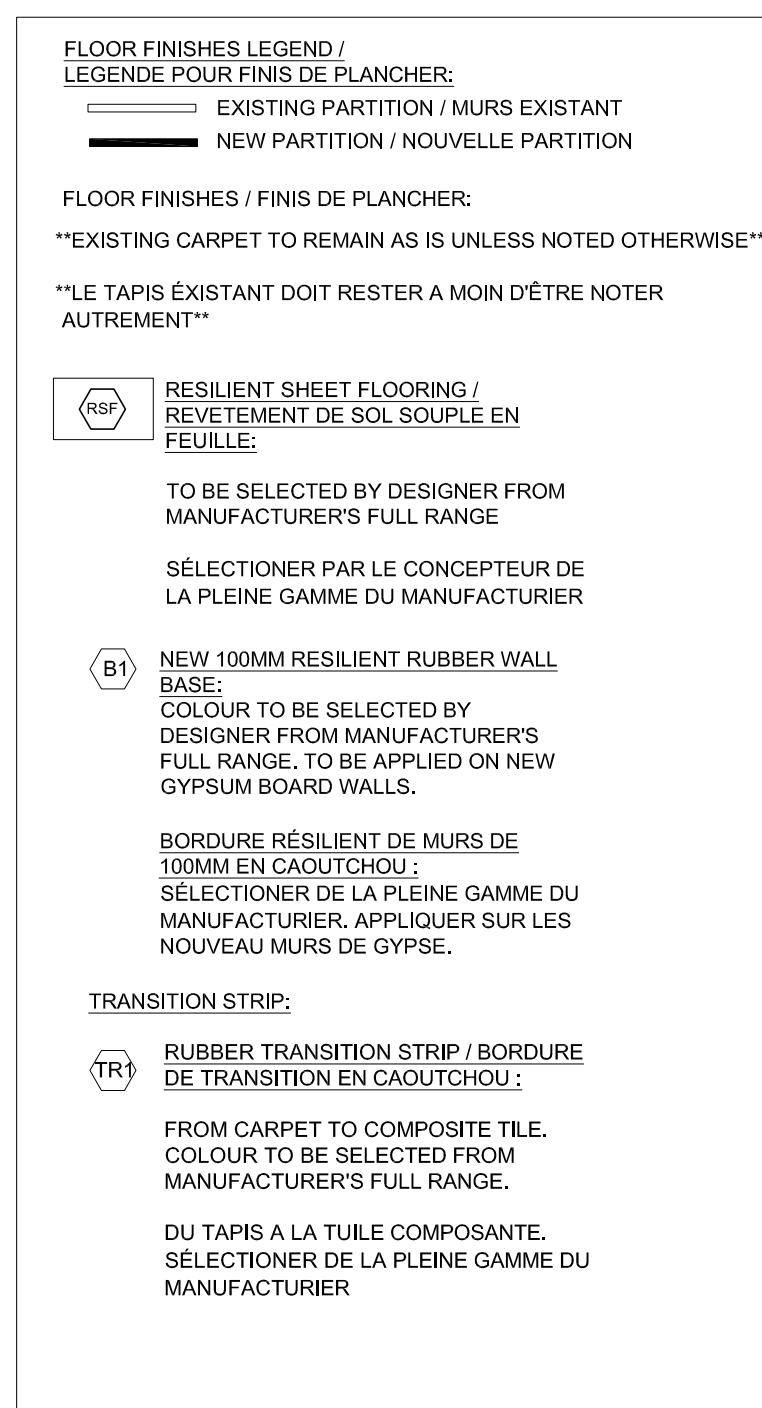 FLOOR FINISHES LEGEND /
LEGENDE POUR FINIS DE PLANCHER:
EXISTING PARTITION / MURS EXISTANT
NEW PARTITION / NOUVELLE PARTITION
FLOOR FINISHES / FINIS DE PLANCHER:
**EXISTING CARPET TO REMAIN AS IS UNLESS NOTED OTHERWISE**
**LE TAPIS ÉXISTANT DOIT RESTER A MOIN D'ÊTRE NOTER
AUTREMENT**
RSF
RESILIENT SHEET FLOORING /
REVETEMENT DE SOL SOUPLE EN
FEUILLE:
TO BE SELECTED BY DESIGNER FROM
MANUFACTURER'S FULL RANGE
SÉLECTIONER PAR LE CONCEPTEUR DE
LA PLEINE GAMME DU MANUFACTURIER
B1
NEW 100MM RESILIENT RUBBER WALL
BASE:
COLOUR TO BE SELECTED BY
DESIGNER FROM MANUFACTURER'S
FULL RANGE. TO BE APPLIED ON NEW
GYPSUM BOARD WALLS.
BORDURE RÉSILIENT DE MURS DE
100MM EN CAOUTCHOU :
SÉLECTIONER DE LA PLEINE GAMME DU
MANUFACTURIER. APPLIQUER SUR LES
NOUVEAU MURS DE GYPSE.
TRANSITION STRIP:
TR1
RUBBER TRANSITION STRIP / BORDURE
DE TRANSITION EN CAOUTCHOU :
FROM CARPET TO COMPOSITE TILE.
COLOUR TO BE SELECTED FROM
MANUFACTURER'S FULL RANGE.
DU TAPIS A LA TUILE COMPOSANTE.
SÉLECTIONER DE LA PLEINE GAMME DU
MANUFACTURIER